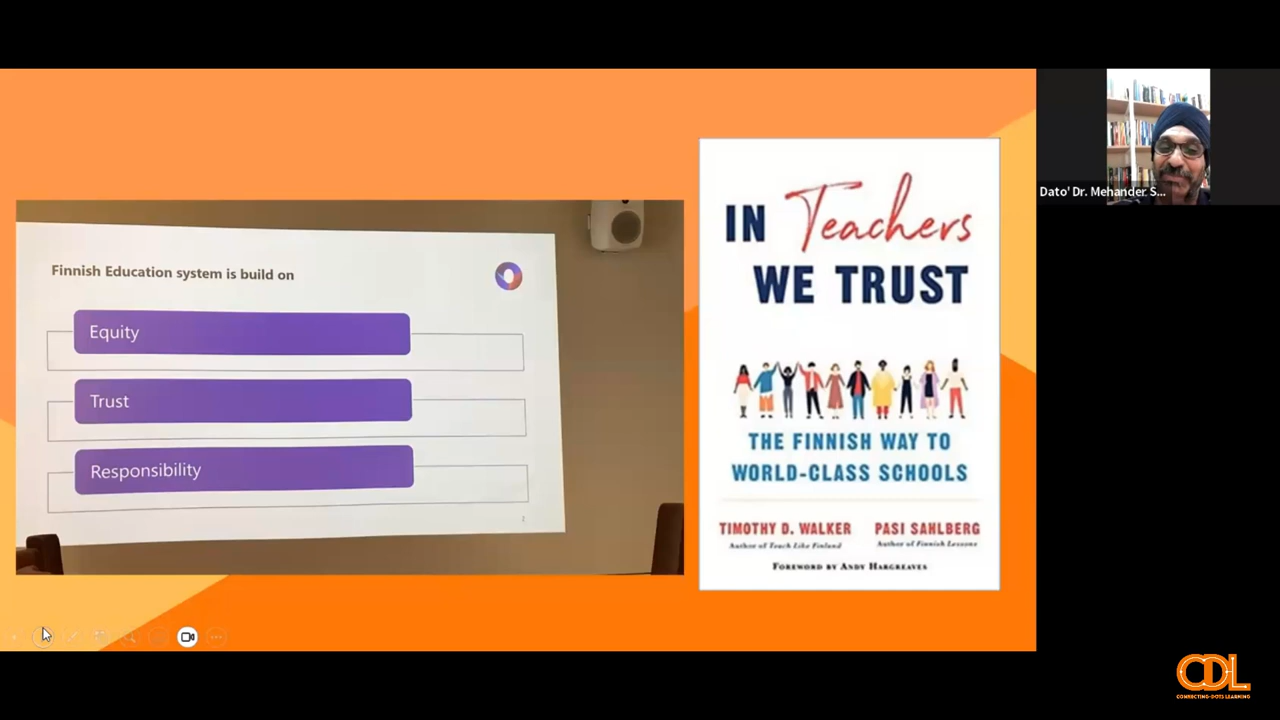 Finnish Education system is build on
Equity
Trust
Responsibility
2
IN Teachers
WE TRUST
THE FINNISH WAY TO
WORLD-CLASS SCHOOLS
TIMOTHY D. WALKER
Author of Teach Like Finland
PASI SAHLBERG
Author of Finnish Lessons
FOREWORD BY ANDY HARGREAVES
Dato' Dr. Mehander S...
CDL
CONNECTING-DOTS LEARNING